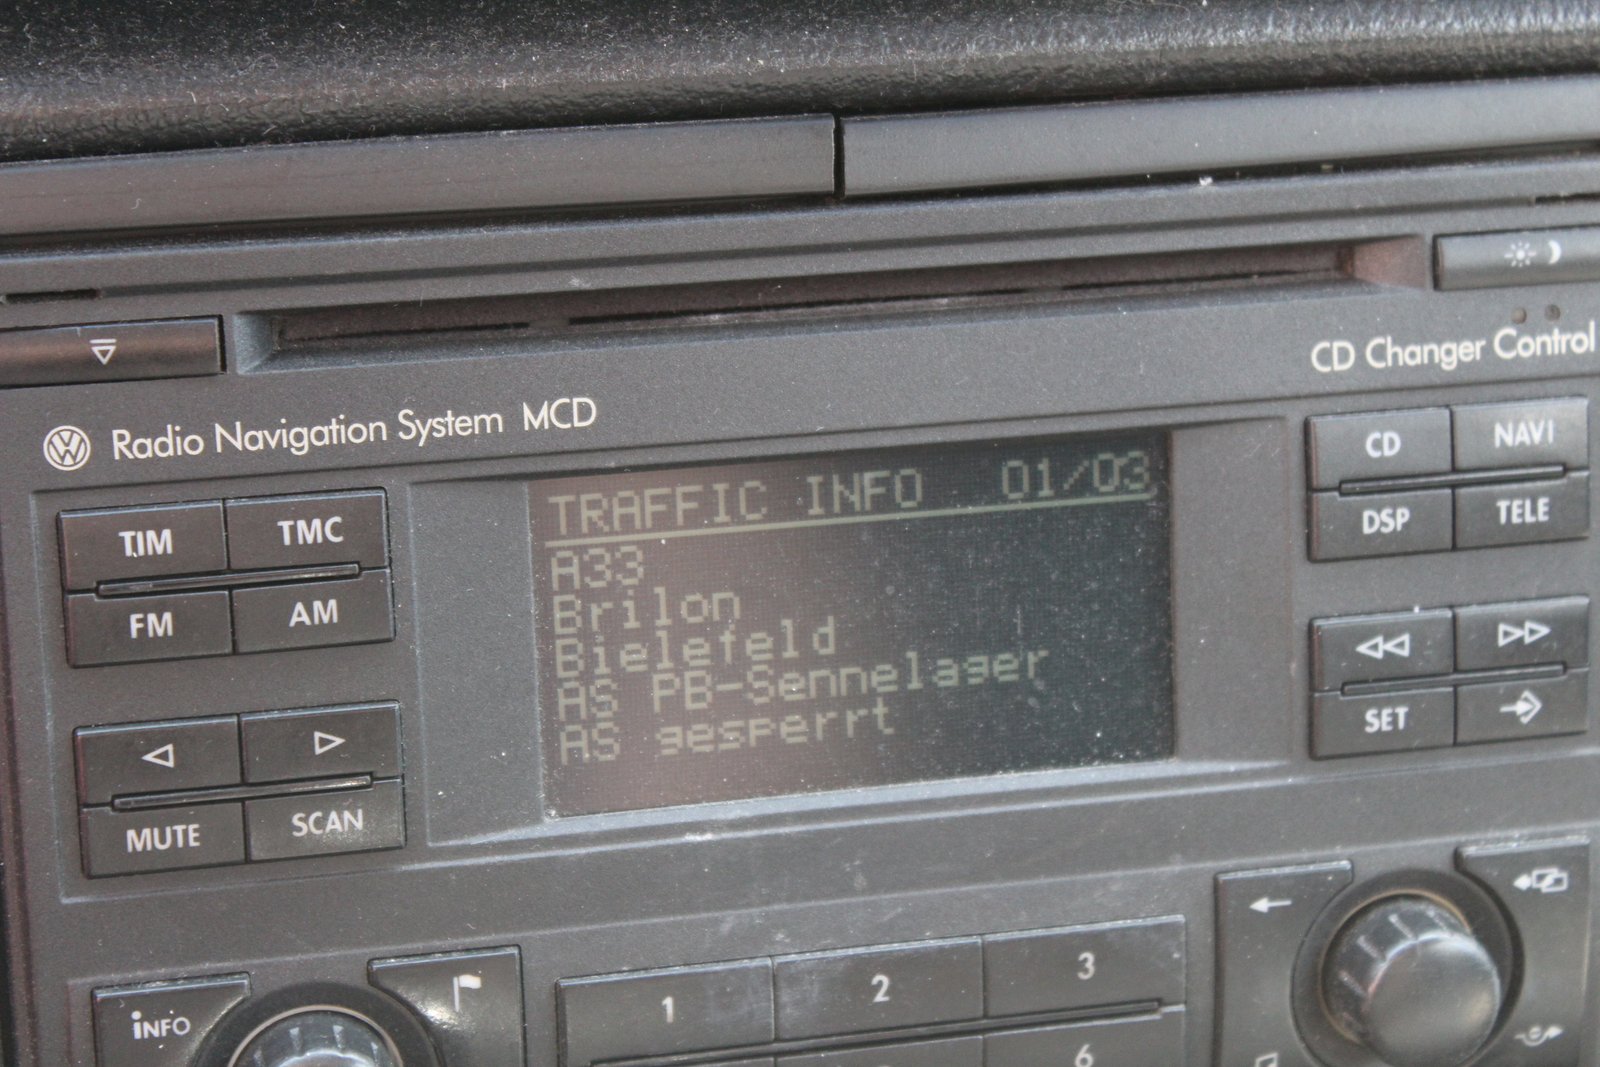 CD Changer Control
Radio Navigation System MCD
TIM TMC
FM AM
MUTE SCAN
TRAFFIC INFO 01/03
A33
Brilon
Bielefeld
AS PB-Sennelager
AS gesperrt
CD NAVI
DSP TELE
SET
INFO
1 2 3
6